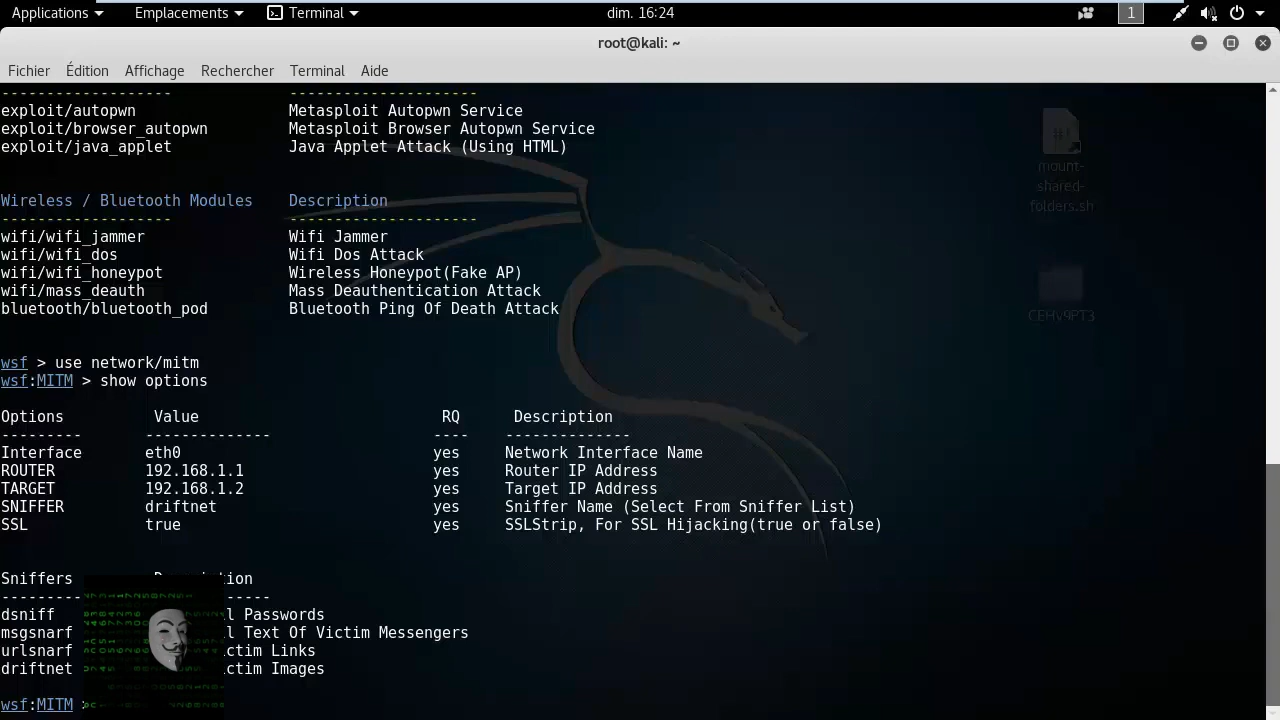 Applications Emplacements Terminal dim. 16:24 1
root@kali: ~
Fichier Édition Affichage Rechercher Terminal Aide
------------------- ---------------------
exploit/autopwn Metasploit Autopwn Service
exploit/browser_autopwn Metasploit Browser Autopwn Service
exploit/java_applet Java Applet Attack (Using HTML)
mount-
shared-
folders.sh
Wireless / Bluetooth Modules Description
------------------- ---------------------
wifi/wifi_jammer Wifi Jammer
wifi/wifi_dos Wifi Dos Attack
wifi/wifi_honeypot Wireless Honeypot(Fake AP)
wifi/mass_deauth Mass Deauthentication Attack
bluetooth/bluetooth_pod Bluetooth Ping Of Death Attack
CEHV9PT3
wsf > use network/mitm
wsf:MITM > show options
Options Value RQ Description
--------- -------------- ---- --------------
Interface eth0 yes Network Interface Name
ROUTER 192.168.1.1 yes Router IP Address
TARGET 192.168.1.2 yes Target IP Address
SNIFFER driftnet yes Sniffer Name (Select From Sniffer List)
SSL true yes SSLStrip, For SSL Hijacking(true or false)
Sniffers
dsniff Passwords
msgsnarf Text Of Victim Messengers
urlsnarf Links
driftnet Images
wsf:MITM >